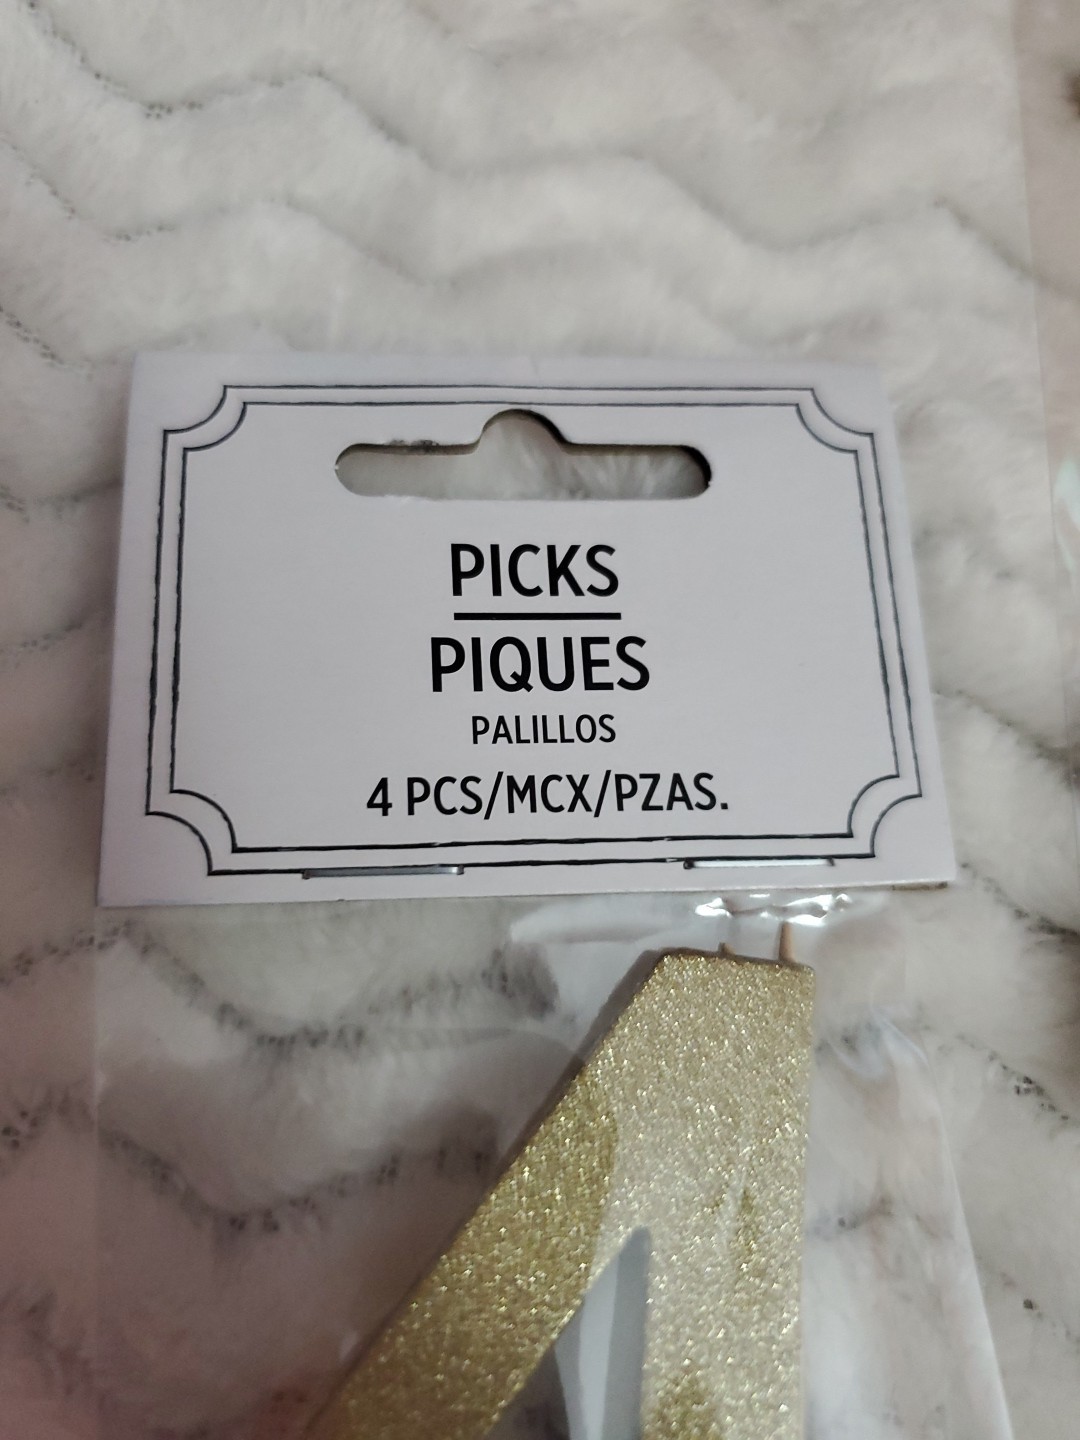 PICKS
PIQUES
PALILLOS
4 PCS/MCX/PZAS.